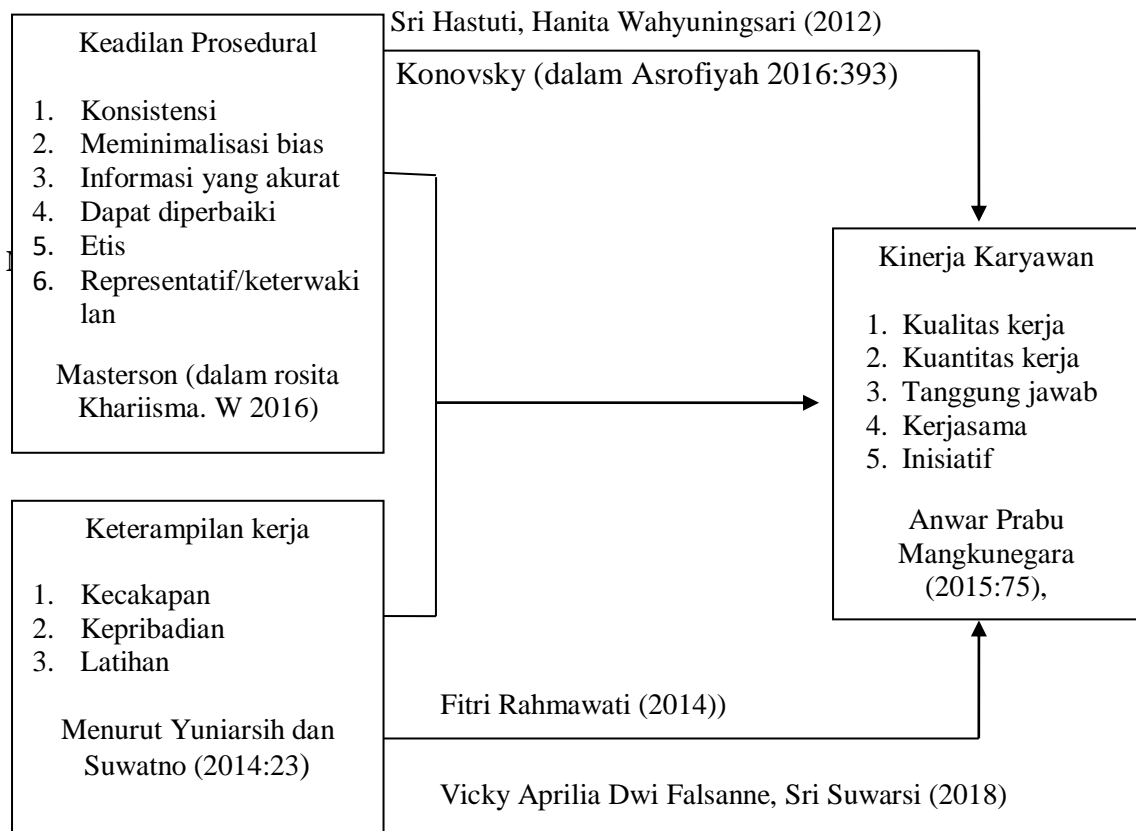 Sri Hastuti, Hanita Wahyuningsari (2012)
Konovsky (dalam Asrofiyah 2016:393)
Keadilan Prosedural
1. Konsistensi
2. Meminimalisasi bias
3. Informasi yang akurat
4. Dapat diperbaiki
5. Etis
6. Representatif/keterwaki
lan
Masterson (dalam rosita
Khariisma. W 2016)
Kinerja Karyawan
1. Kualitas kerja
2. Kuantitas kerja
3. Tanggung jawab
4. Kerjasama
5. Inisiatif
Anwar Prabu
Mangkunegara
(2015:75),
Keterampilan kerja
1. Kecakapan
2. Kepribadian
3. Latihan
Menurut Yuniarsih dan
Suwatno (2014:23)
Fitri Rahmawati (2014))
Vicky Aprilia Dwi Falsanne, Sri Suwarsi (2018)